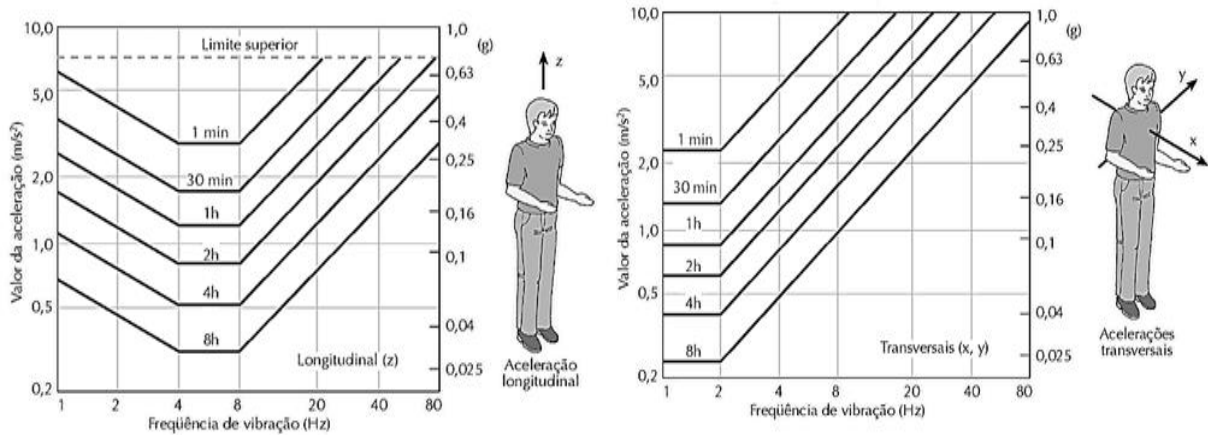 10,0
5,0
2,0
1,0
0,5
0,2
Valor da aceleração (m/s²)
Limite superior
1 min
30 min
1h
2h
4h
8h
Longitudinal (z)
1 2 4 8 20 40 80
Freqüência de vibração (Hz)
1,0
(g)
0,63
0,4
0,25
0,16
0,1
0,04
0,025
z
Aceleração
longitudinal
10,0
5,0
2,0
1,0
0,5
0,2
Valor da aceleração (m/s²)
1 min
30 min
1h
2h
4h
8h
Transversais (x, y)
1 2 4 8 20 40 80
Freqüência de vibração (Hz)
1,0
(g)
0,63
0,4
0,25
0,16
0,1
0,04
0,025
y
x
Acelerações
transversais